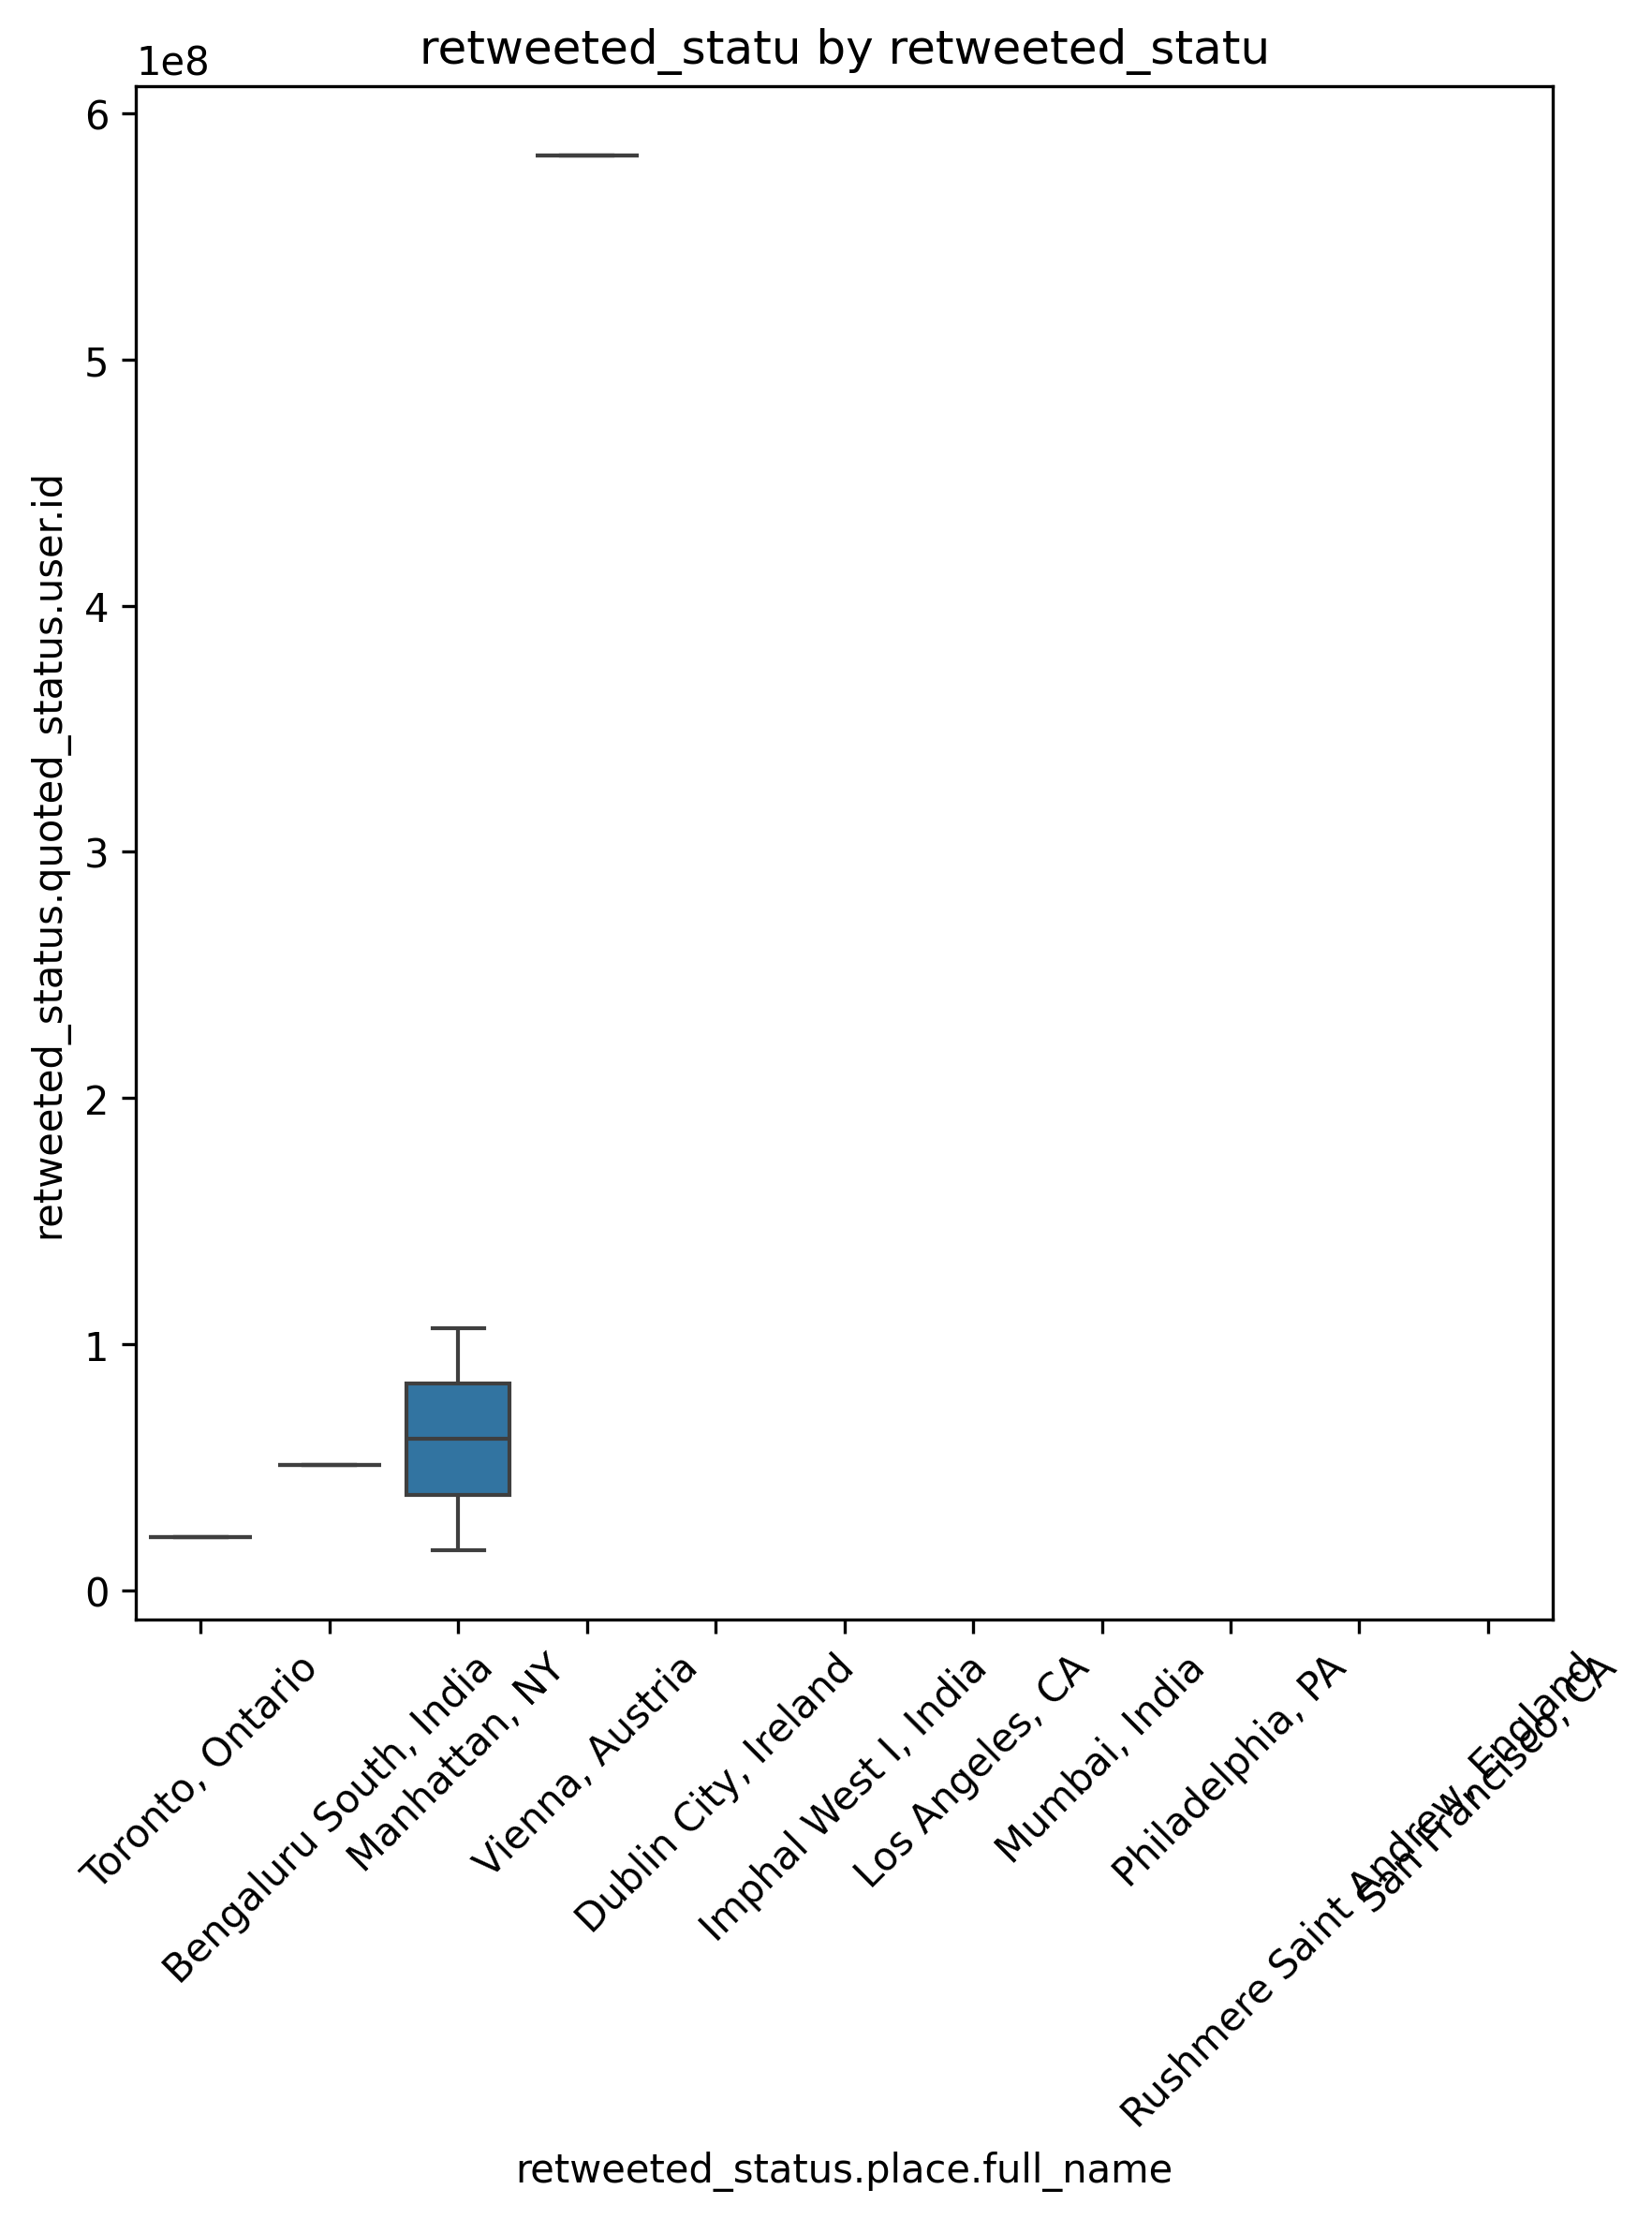 retweeted_statu by retweeted_statu
1e8
6
5
4
3
2
1
0
retweeted_status.quoted_status.user.id
Toronto, Ontario
Bengaluru South, India
Manhattan, NY
Vienna, Austria
Dublin City, Ireland
Imphal West I, India
Los Angeles, CA
Mumbai, India
Philadelphia, PA
Rushmere Saint Andrew, England
San Francisco, CA
retweeted_status.place.full_name